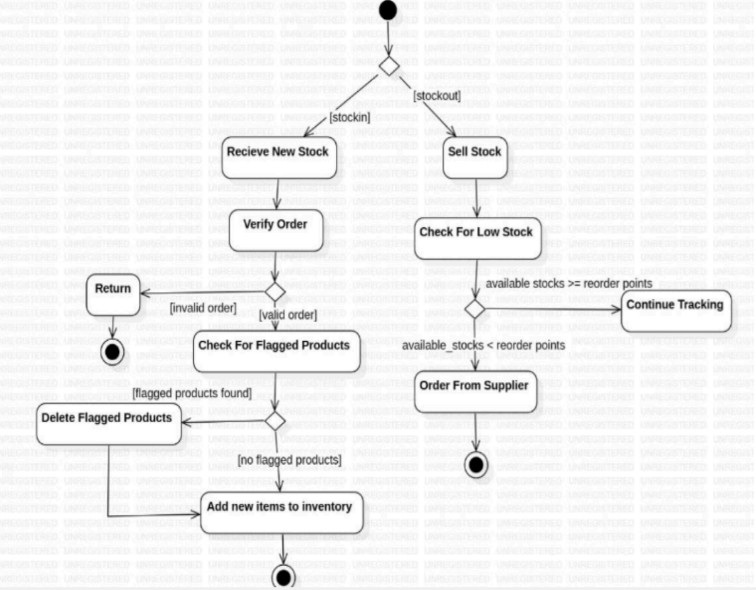 [stockout]
[stockin]
Recieve New Stock
Sell Stock
Verify Order
Check For Low Stock
Return
available stocks >= reorder points
[invalid order]
[valid order]
Continue Tracking
Check For Flagged Products
available_stocks < reorder points
Order From Supplier
[flagged products found]
Delete Flagged Products
[no flagged products]
Add new items to inventory